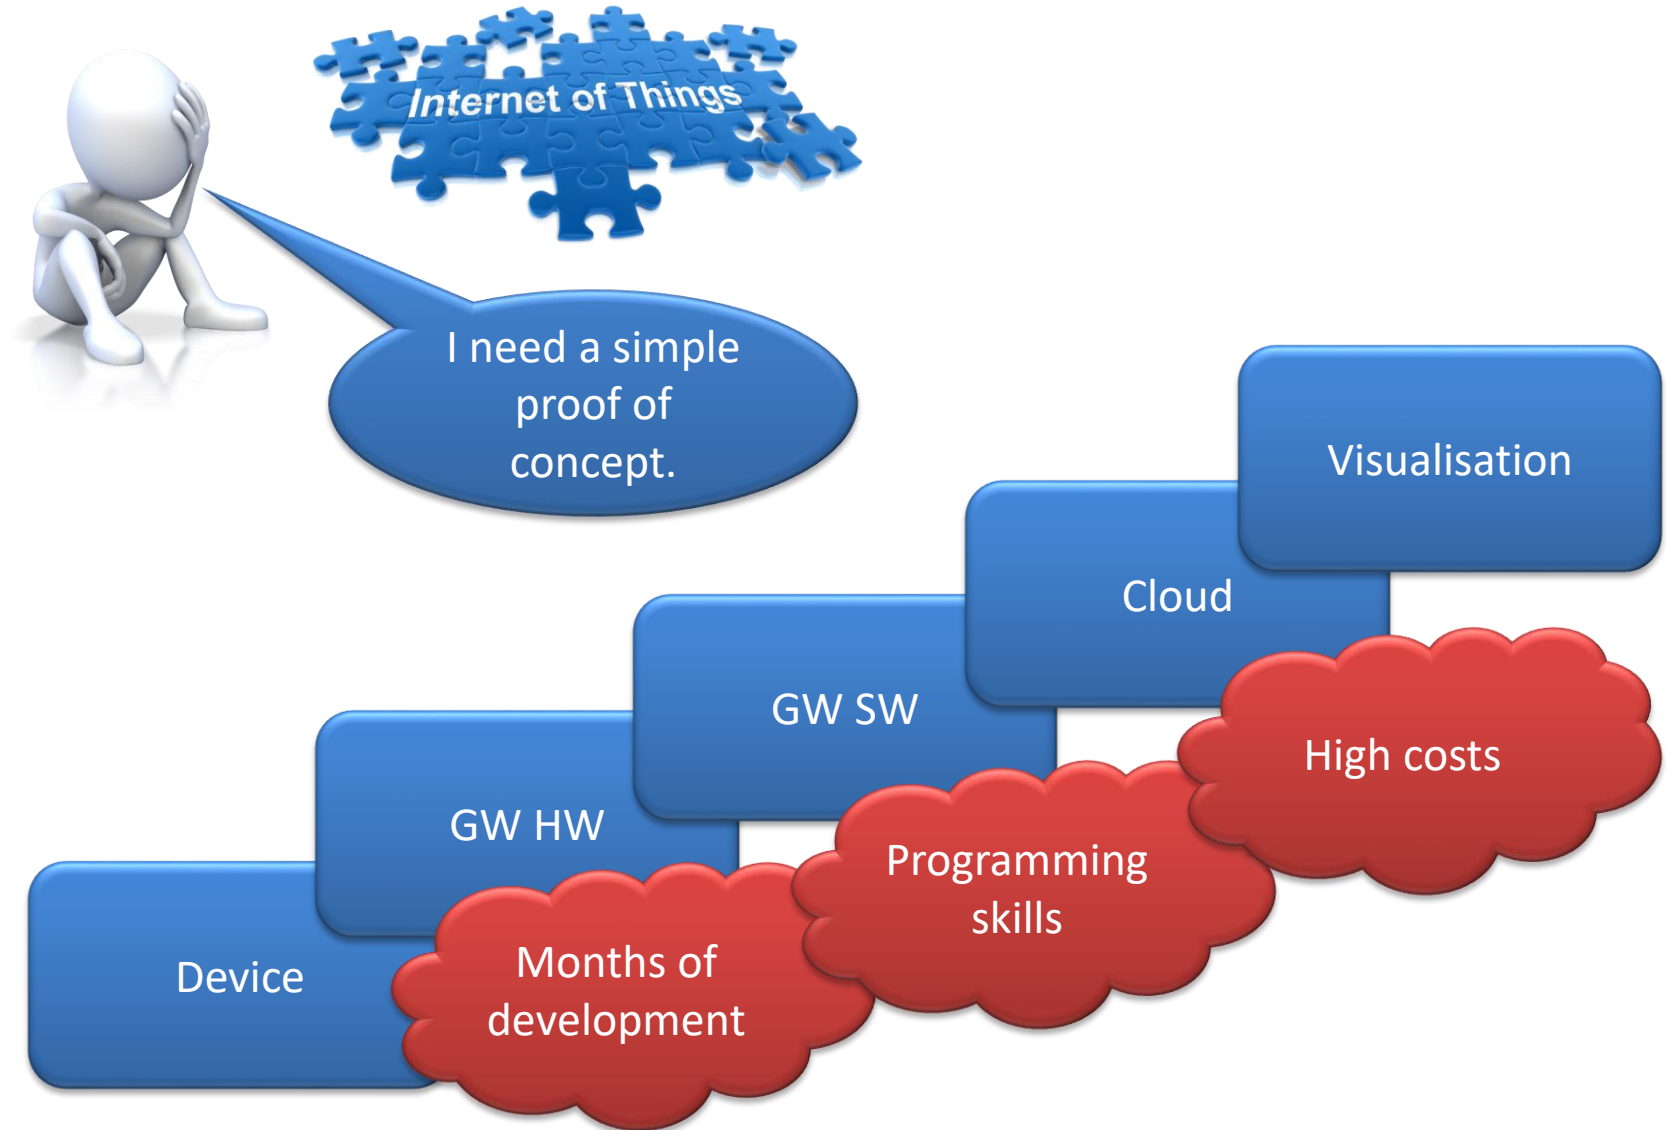 Internet of Things
I need a simple
proof of
concept.
Visualisation
Cloud
GW SW
High costs
GW HW
Programming
skills
Device
Months of
development